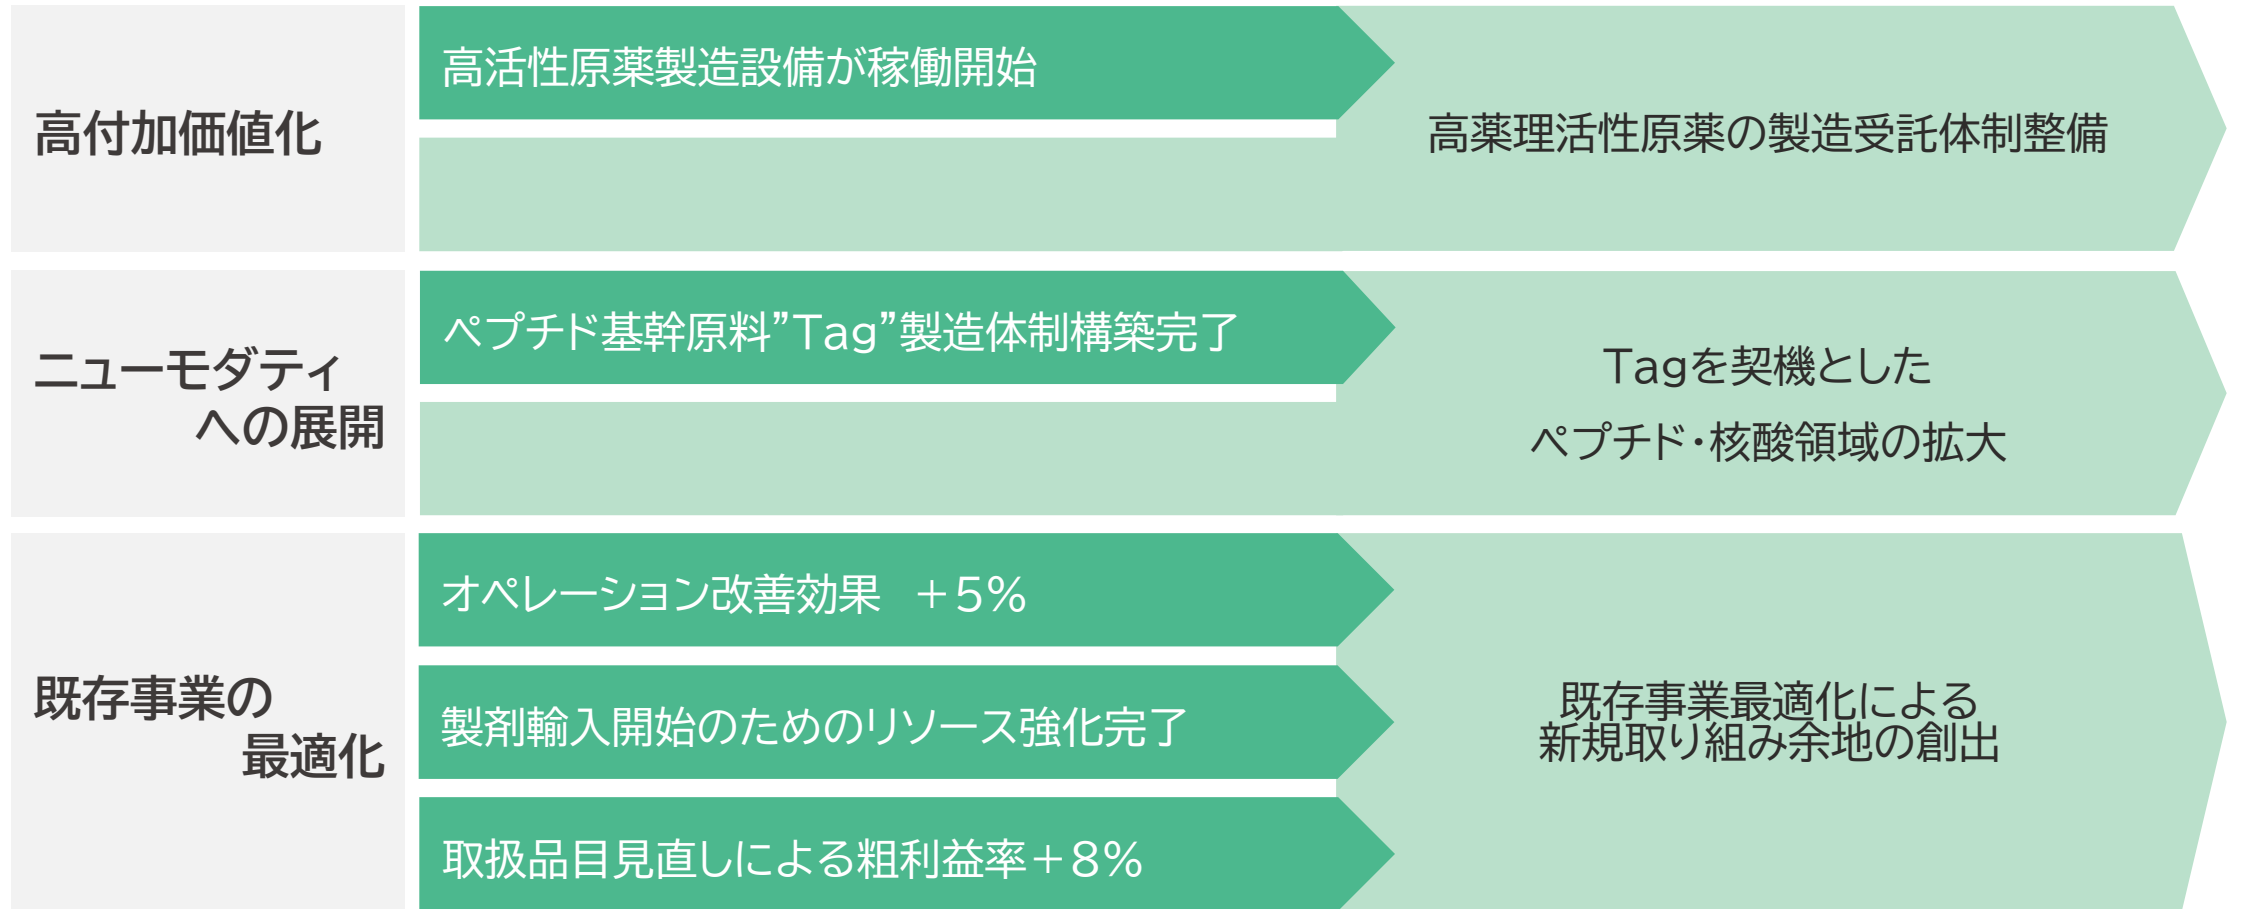 高付加価値化
高活性原薬製造設備が稼働開始
高薬理活性原薬の製造受託体制整備
ニューモダティ
への展開
ペプチド基幹原料”Tag”製造体制構築完了
Tagを契機とした
ペプチド・核酸領域の拡大
既存事業の
最適化
オペレーション改善効果　＋5%
製剤輸入開始のためのリソース強化完了
取扱品目見直しによる粗利益率＋8%
既存事業最適化による
新規取り組み余地の創出